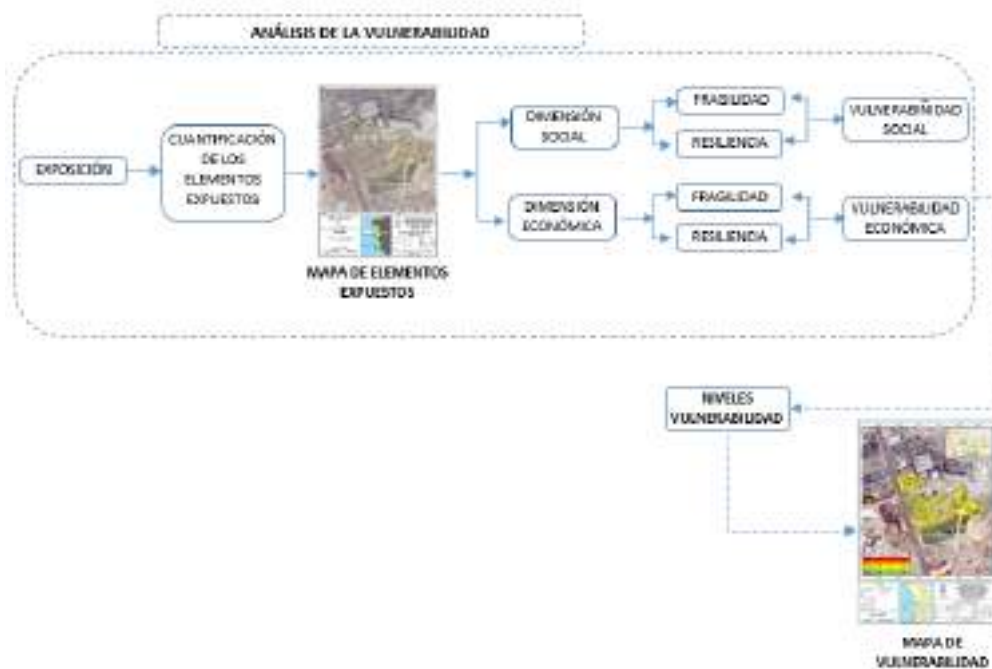 ANÁLISIS DE LA VULNERABILIDAD
EXPOSICIÓN
CUANTIFICACIÓN
DE LOS
ELEMENTOS
EXPUESTOS
MAPA DE ELEMENTOS
EXPUESTOS
DIMENSIÓN
SOCIAL
FRAGILIDAD
RESILIENCIA
VULNERABIÑIDAD
SOCIAL
DIMENSIÓN
ECONÓMICA
FRAGILIDAD
RESILIENCIA
VULNERABILIDAD
ECONÓMICA
NIVELES
VULNERABILIDAD
MAPA DE
VULNERABILIDAD